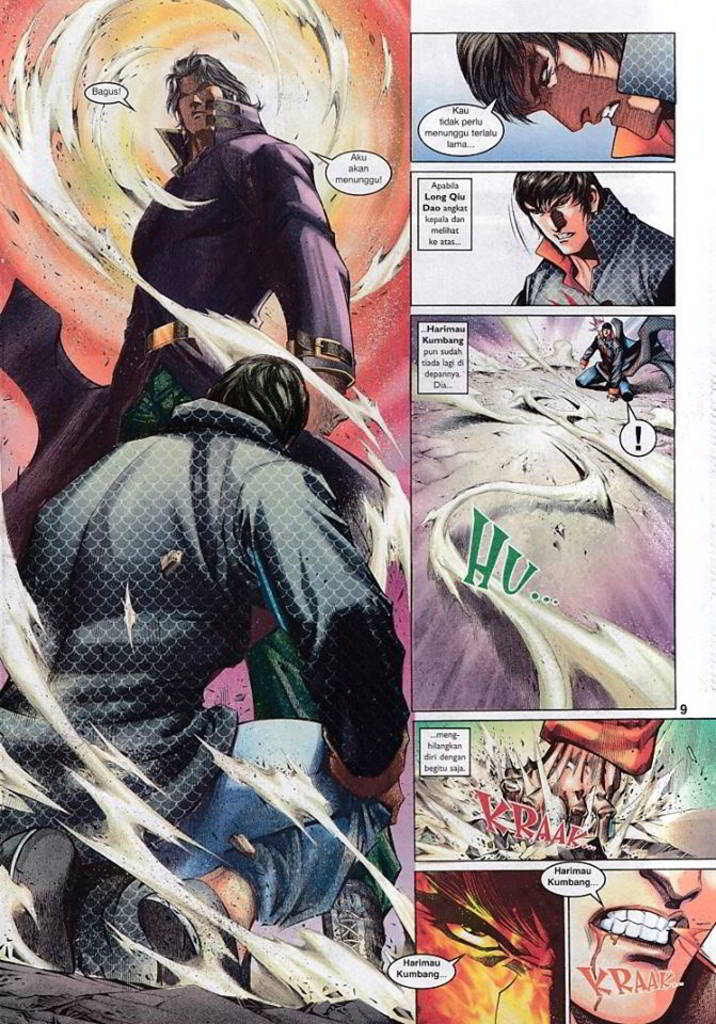 Bagus!
Aku
akan
menunggu!
Kau
tidak perlu
menunggu terlalu
lama...
Apabila
Long Qiu
Dao angkat
kepala dan
melihat
ke atas...
...Harimau
Kumbang
pun sudah
tiada lagi di
depannya.
Dia...
!
HU...
9
...meng-
hilangkan
diri dengan
begitu saja.
KRAAK
Harimau
Kumbang...
Harimau
Kumbang...
KRAAK